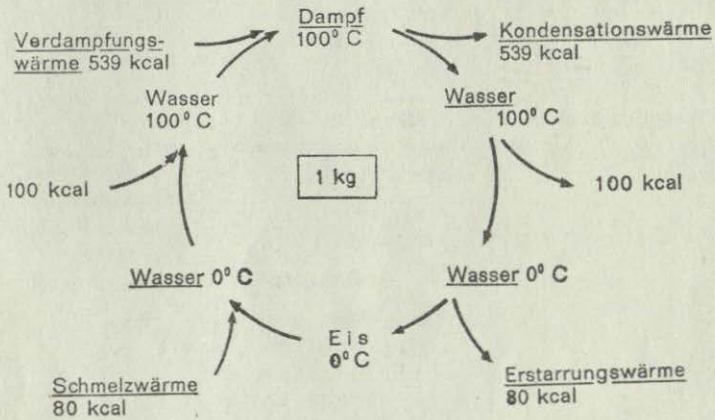 Dampf
100° C
Verdampfungs-
wärme 539 kcal
Kondensationswärme
539 kcal
Wasser
100° C
Wasser
100° C
1 kg
100 kcal
100 kcal
Wasser 0° C
Wasser 0° C
Eis
0° C
Schmelzwärme
80 kcal
Erstarrungswärme
80 kcal